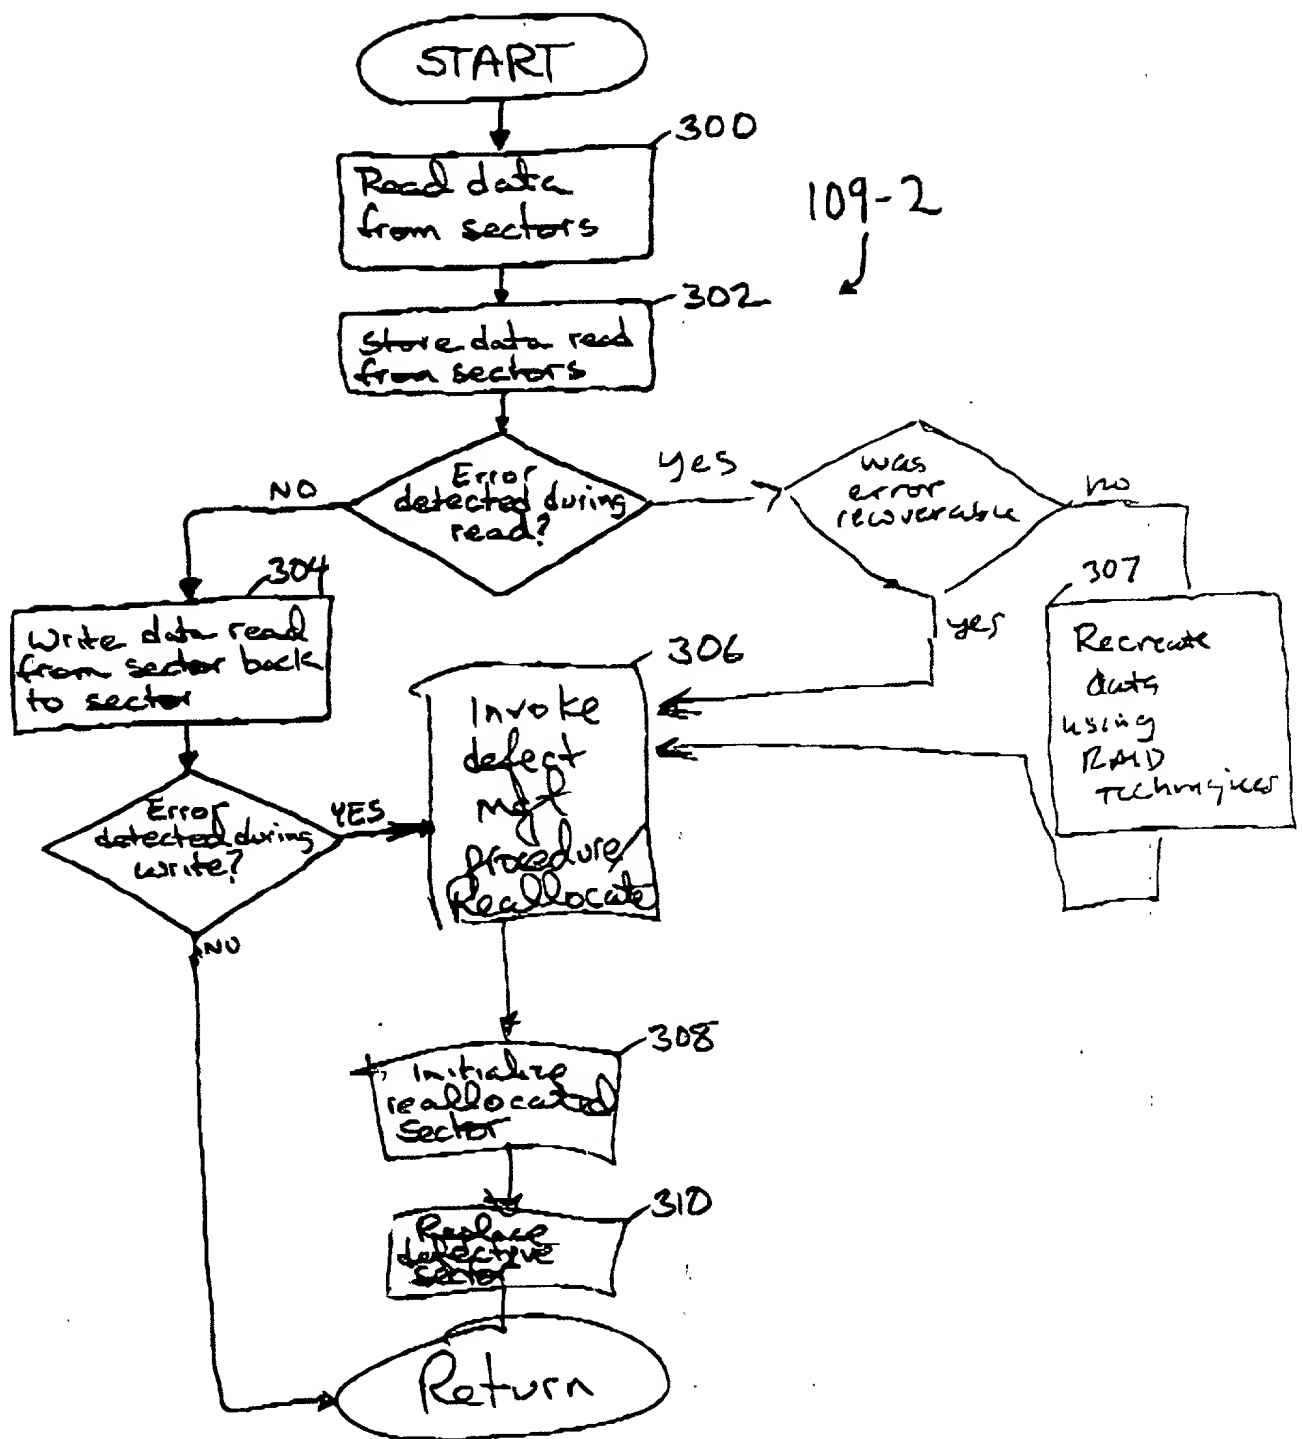 START
300
Read data
from sectors
109-2
302
Store data read
from sectors
Error
detected during
read?
NO
yes
was
error
recoverable
no
yes
304
Write data read
from sector back
to sector
307
Recreate
data
using
RAID
Techniques
306
Invoke
defect
mgt
procedure/
Reallocate
Error
detected during
write?
YES
NO
308
Initialize
reallocated
sector
310
Replace
defective
sector
Return